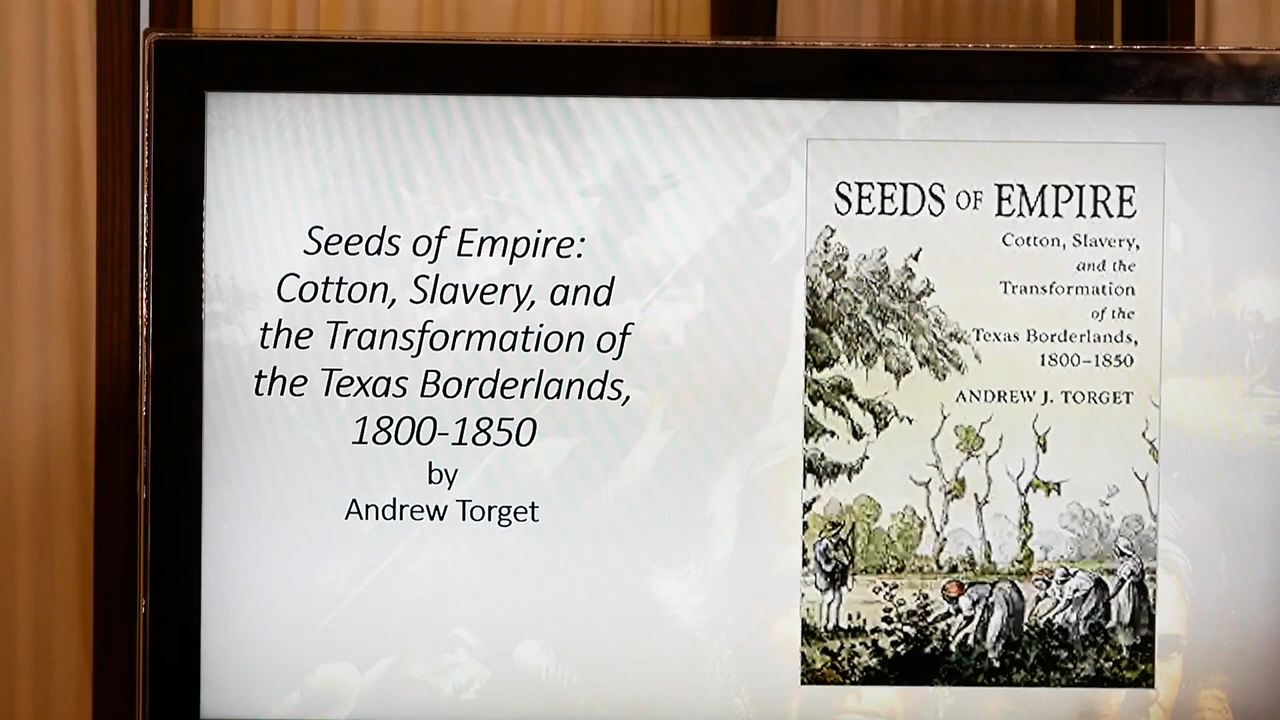 Seeds of Empire:
Cotton, Slavery, and
the Transformation of
the Texas Borderlands,
1800-1850
by
Andrew Torget
SEEDS OF EMPIRE
Cotton, Slavery,
and the
Transformation
of the
Texas Borderlands,
1800–1850
ANDREW J. TORGET